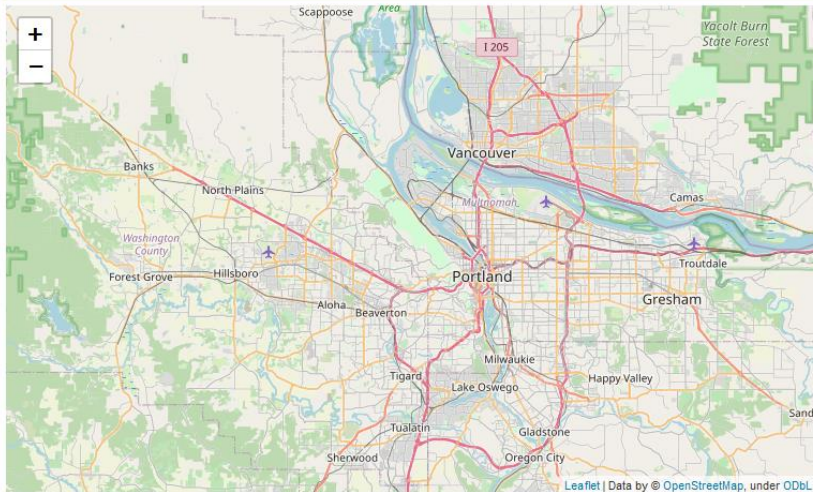 Scappoose
Area
+
−
I 205
Yacolt Burn
State Forest
Banks
Vancouver
North Plains
Multnomah
Camas
Washington
County
Forest Grove
Hillsboro
Portland
Troutdale
Aloha
Beaverton
Gresham
Milwaukie
Tigard
Lake Oswego
Happy Valley
Sand
Tualatin
Gladstone
Sherwood
Oregon City
Leaflet | Data by © OpenStreetMap, under ODbL